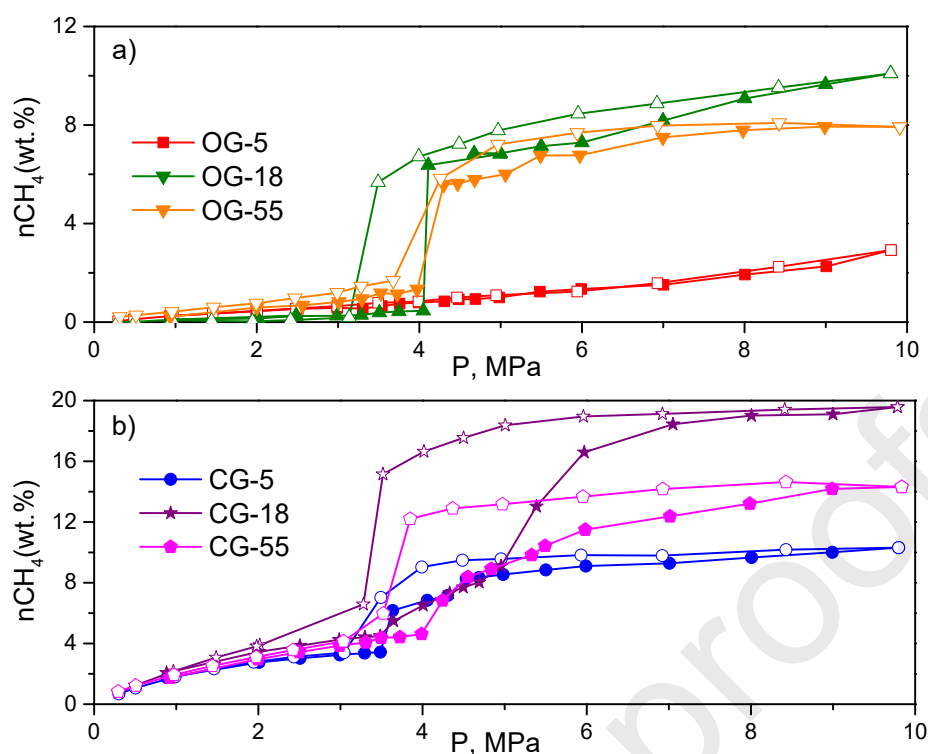 12
a)
8
4
0
nCH4(wt.%)
OG-5
OG-18
OG-55
0 2 4 6 8 10
P, MPa
20
b)
16
12
8
4
0
nCH4(wt.%)
CG-5
CG-18
CG-55
0 2 4 6 8 10
P, MPa
proof